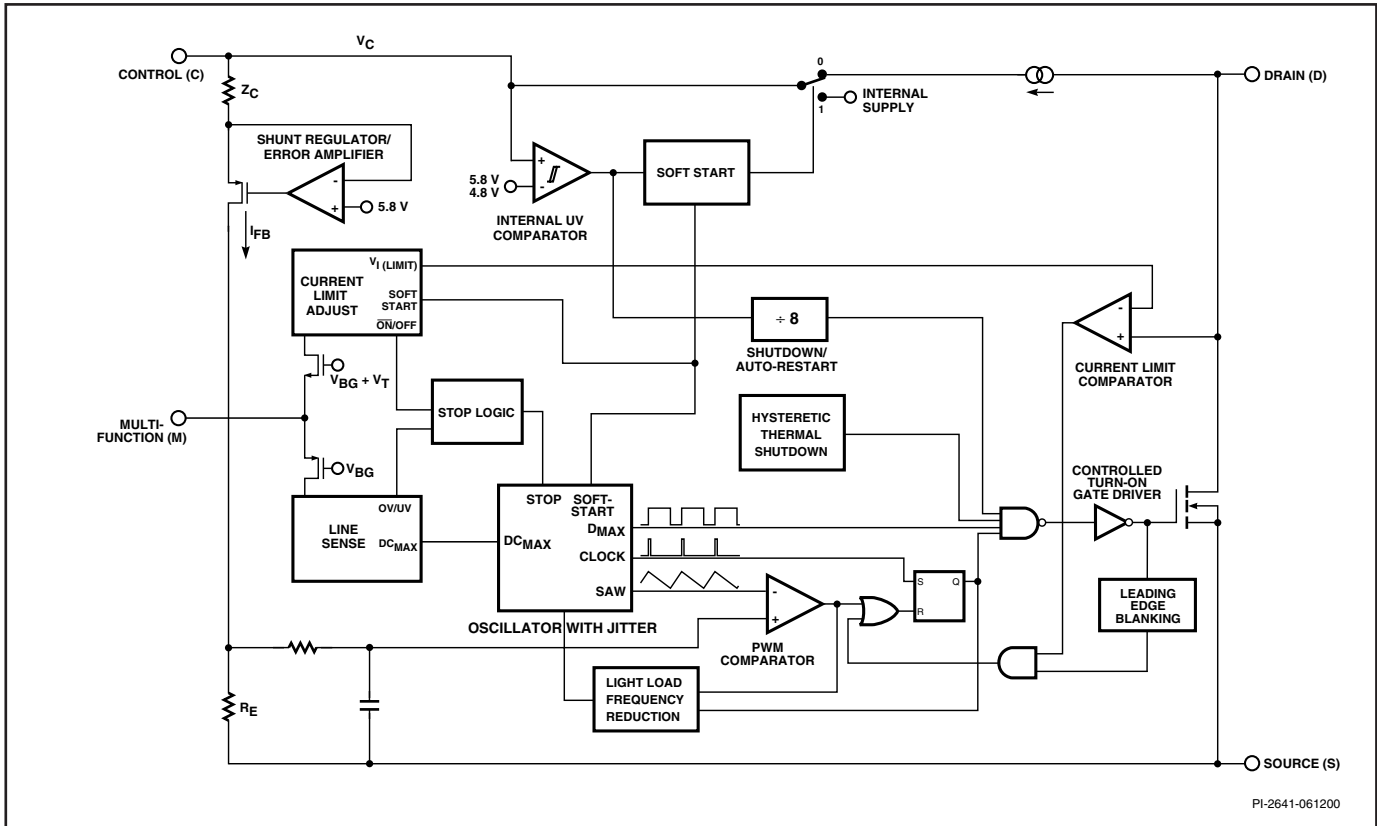 V_C
CONTROL (C)
Z_C
0
DRAIN (D)
INTERNAL
SUPPLY
1
SHUNT REGULATOR/
ERROR AMPLIFIER
-
+
5.8 V
I_FB
+
-
5.8 V
4.8 V
INTERNAL UV
COMPARATOR
SOFT START
CURRENT
LIMIT
ADJUST
V_I (LIMIT)
SOFT
START
O̅N̅/OFF
÷ 8
SHUTDOWN/
AUTO-RESTART
-
+
CURRENT LIMIT
COMPARATOR
V_BG + V_T
MULTI-
FUNCTION (M)
STOP LOGIC
HYSTERETIC
THERMAL
SHUTDOWN
V_BG
CONTROLLED
TURN-ON
GATE DRIVER
LINE
SENSE
OV/UV
DC_MAX
STOP
SOFT-
START
DC_MAX
D_MAX
CLOCK
SAW
OSCILLATOR WITH JITTER
-
+
PWM
COMPARATOR
S
Q
R
LEADING
EDGE
BLANKING
LIGHT LOAD
FREQUENCY
REDUCTION
R_E
SOURCE (S)
PI-2641-061200